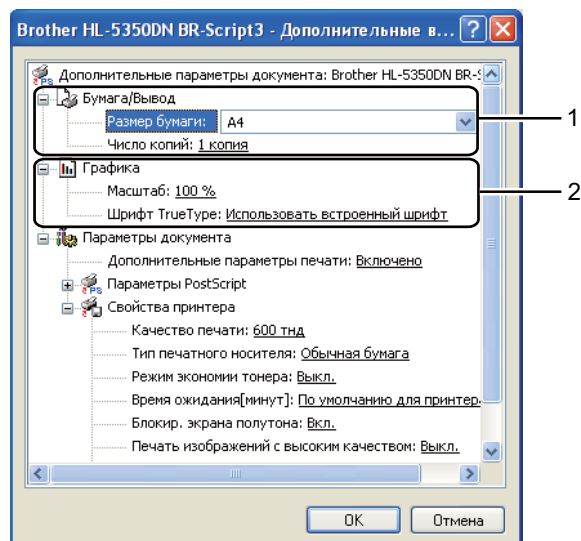 Brother HL-5350DN BR-Script3 - Дополнительные в...
Дополнительные параметры документа: Brother HL-5350DN BR-
Бумага/Вывод
Размер бумаги: A4
1
Число копий: 1 копия
Графика
Масштаб: 100 %
2
Шрифт TrueType: Использовать встроенный шрифт
Параметры документа
Дополнительные параметры печати: Включено
Параметры PostScript
Свойства принтера
Качество печати: 600 тнд
Тип печатного носителя: Обычная бумага
Режим экономии тонера: Выкл.
Время ожидания[минут]: По умолчанию для принтер
Блокир. экрана полутона: Вкл.
Печать изображений с высоким качеством: Выкл.
OK
Отмена